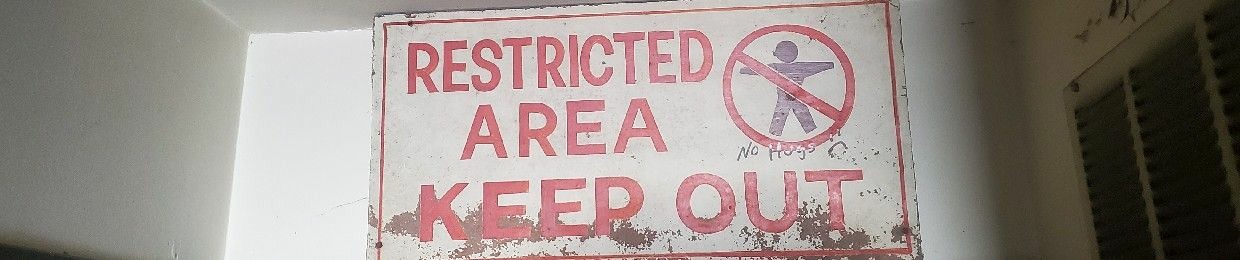 RESTRICTED
AREA
No Hugs :(
KEEP OUT